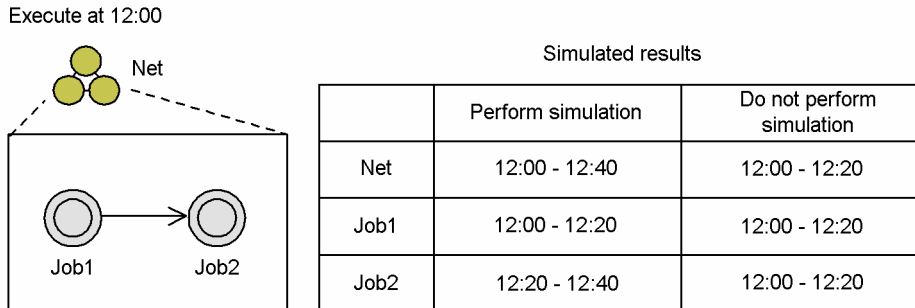 Execute at 12:00
Net
Job1
Job2
Simulated results
Perform simulation
Do not perform
simulation
Net
12:00 - 12:40
12:00 - 12:20
Job1
12:00 - 12:20
12:00 - 12:20
Job2
12:20 - 12:40
12:00 - 12:20